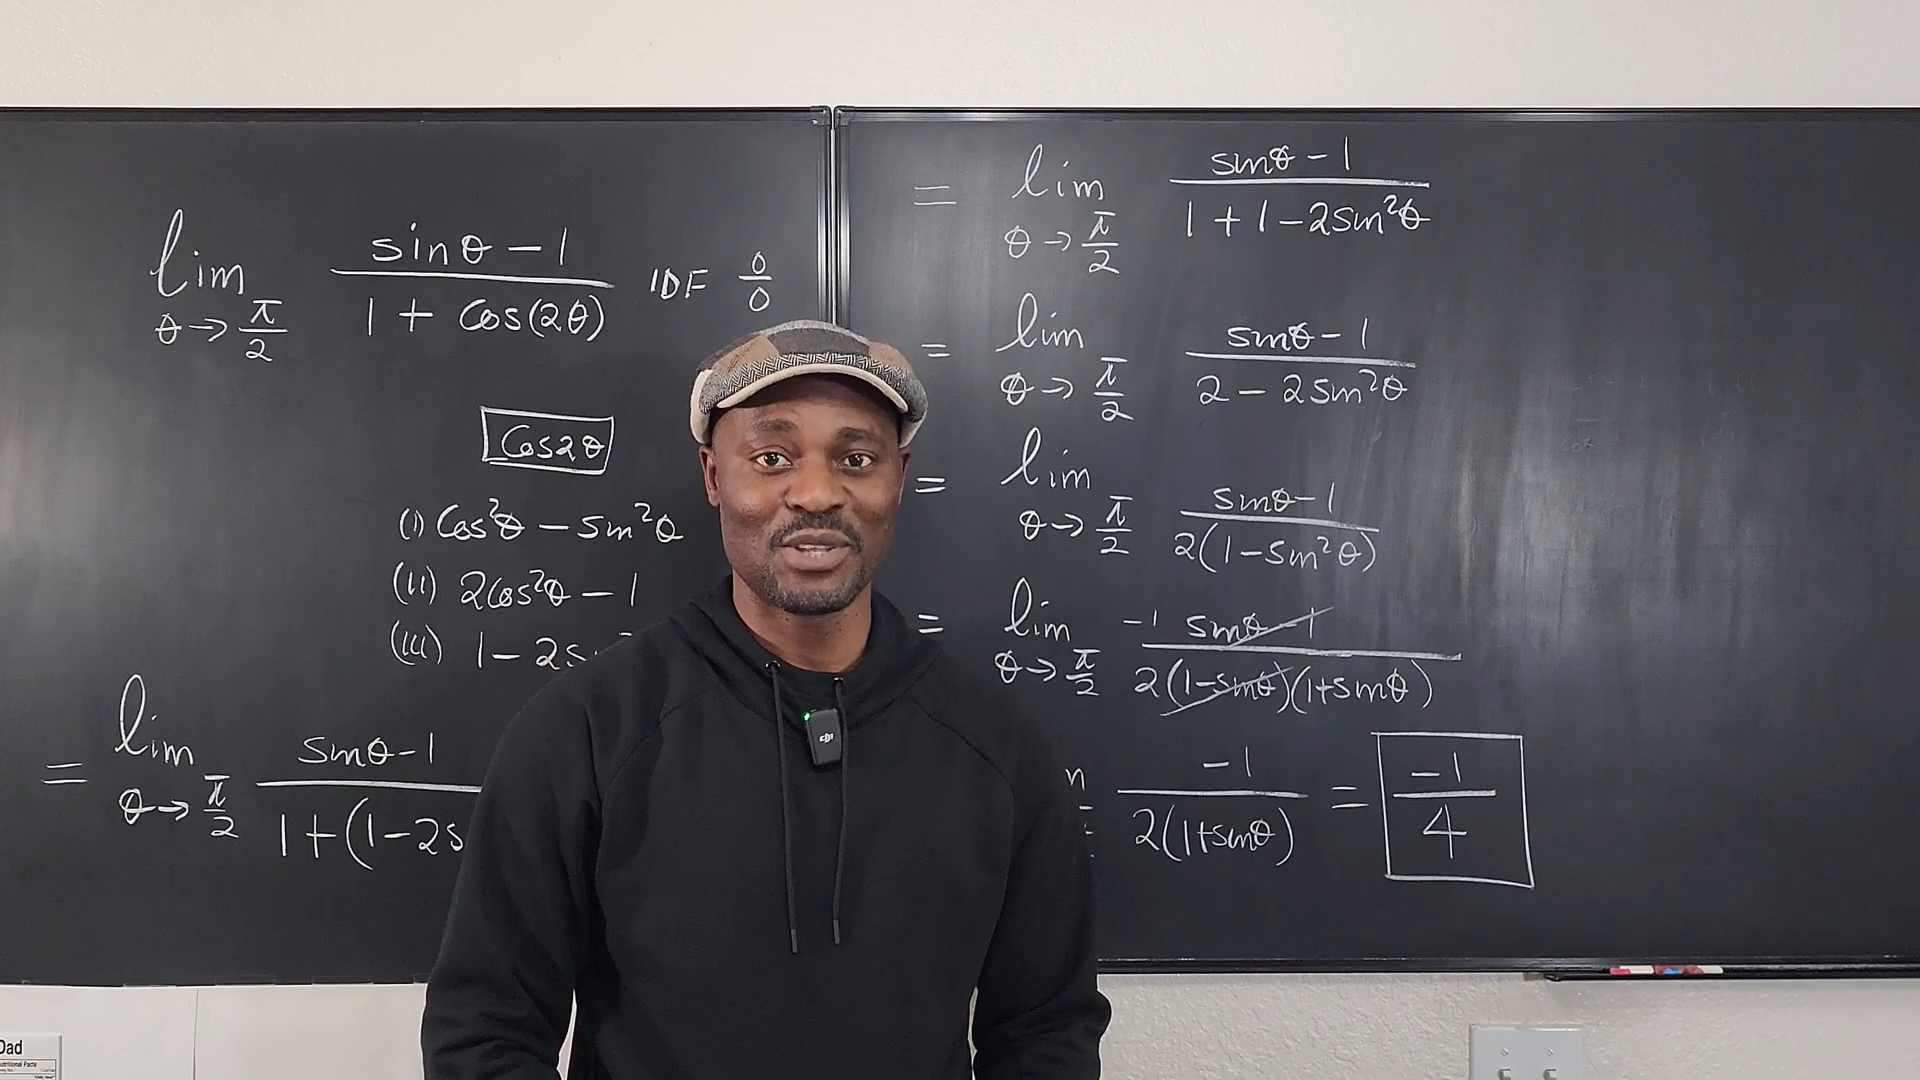 lim θ→π/2 (sinθ - 1)/(1 + cos(2θ)) IDF 0/0
Cos2θ
(i) Cos²θ - sin²θ
(ii) 2Cos²θ - 1
(iii) 1 - 2s
= lim θ→π/2 (sinθ - 1)/(1+(1-2s
= lim θ→π/2 (sinθ - 1)/(1 + 1 - 2sin²θ)
= lim θ→π/2 (sinθ - 1)/(2 - 2sin²θ)
= lim θ→π/2 (sinθ - 1)/(2(1 - sin²θ))
= lim θ→π/2 -1 (sinθ - 1)/(2(1-sinθ)(1+sinθ))
-1/(2(1+sinθ)) = -1/4
dji
Dad
Nutritional Facts